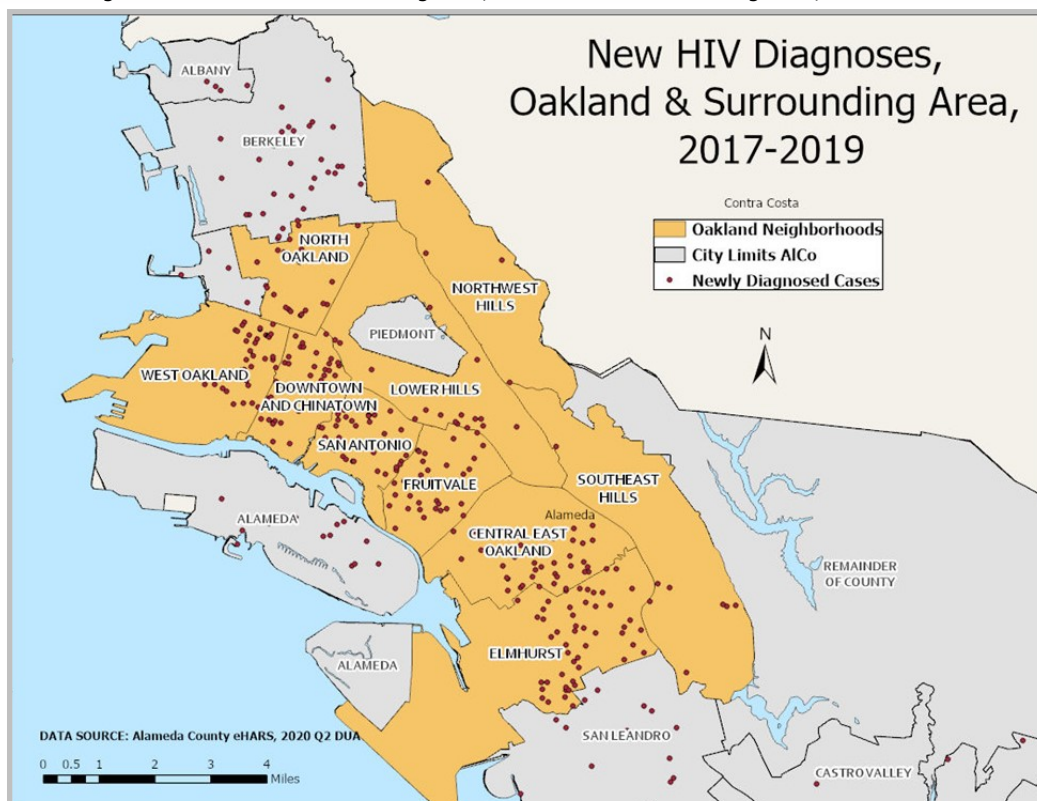 New HIV Diagnoses,
Oakland & Surrounding Area,
2017-2019
Contra Costa
Oakland Neighborhoods
City Limits AlCo
Newly Diagnosed Cases
N
ALBANY
BERKELEY
NORTH
OAKLAND
NORTHWEST
HILLS
PIEDMONT
WEST OAKLAND
LOWER HILLS
DOWNTOWN
AND CHINATOWN
SAN ANTONIO
FRUITVALE
SOUTHEAST
HILLS
Alameda
ALAMEDA
CENTRAL EAST
OAKLAND
REMAINDER
OF COUNTY
ELMHURST
ALAMEDA
SAN LEANDRO
CASTRO VALLEY
DATA SOURCE: Alameda County eHARS, 2020 Q2 DUA
0 0.5 1 2 3 4
Miles